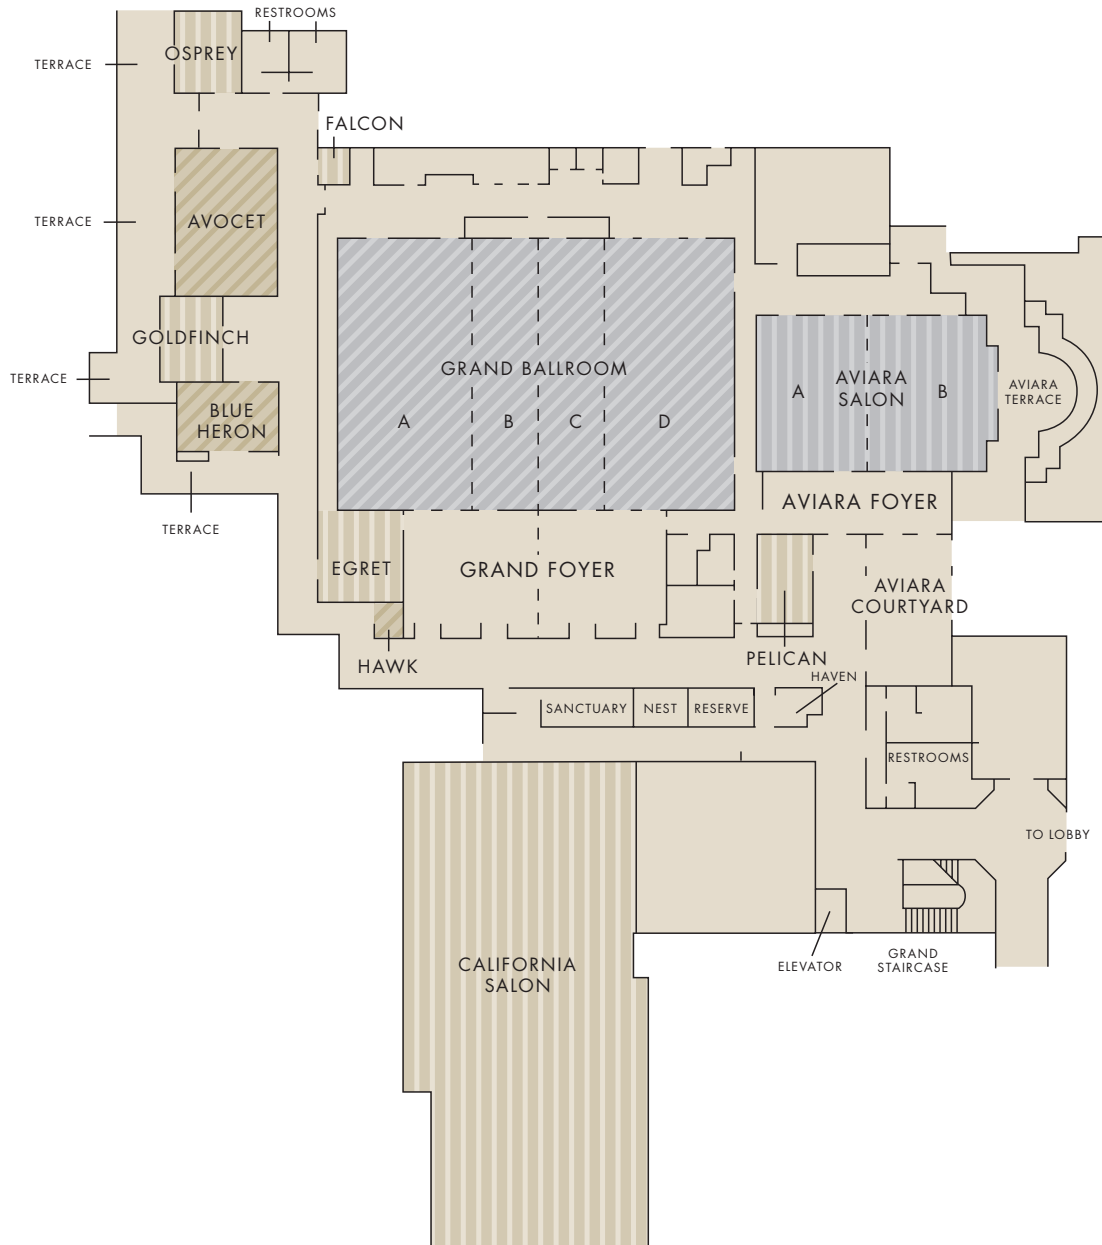 RESTROOMS
OSPREY
TERRACE
FALCON
AVOCET
TERRACE
GOLDFINCH
TERRACE
BLUE
HERON
TERRACE
GRAND BALLROOM
A
B
C
D
AVIARA
SALON
A
B
AVIARA
TERRACE
AVIARA FOYER
EGRET
GRAND FOYER
AVIARA
COURTYARD
HAWK
PELICAN
HAVEN
SANCTUARY
NEST
RESERVE
RESTROOMS
TO LOBBY
CALIFORNIA
SALON
ELEVATOR
GRAND
STAIRCASE